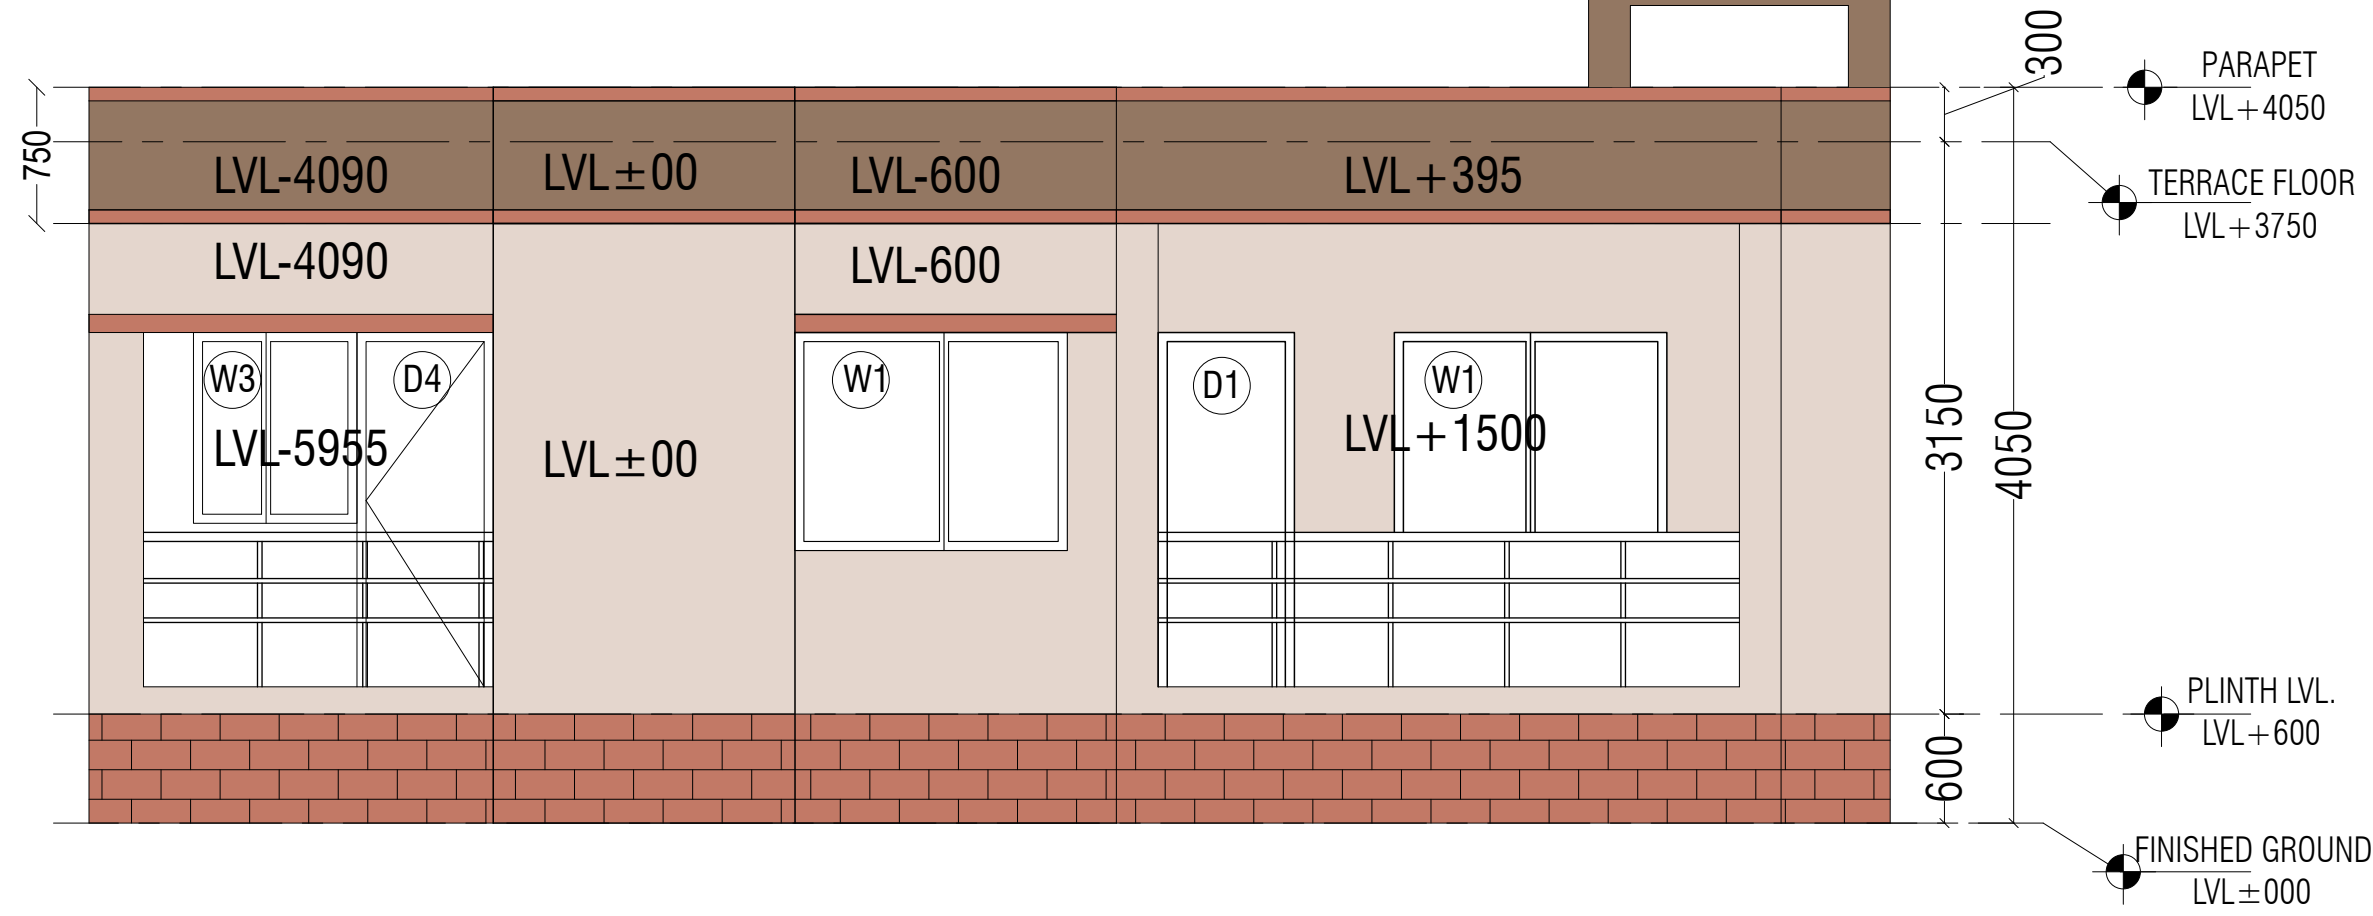 300
PARAPET
LVL+4050
750
LVL-4090
LVL±00
LVL-600
LVL+395
TERRACE FLOOR
LVL+3750
LVL-4090
LVL-600
W3
D4
W1
D1
W1
LVL-5955
LVL±00
LVL+1500
3150
4050
PLINTH LVL.
LVL+600
600
FINISHED GROUND
LVL±000